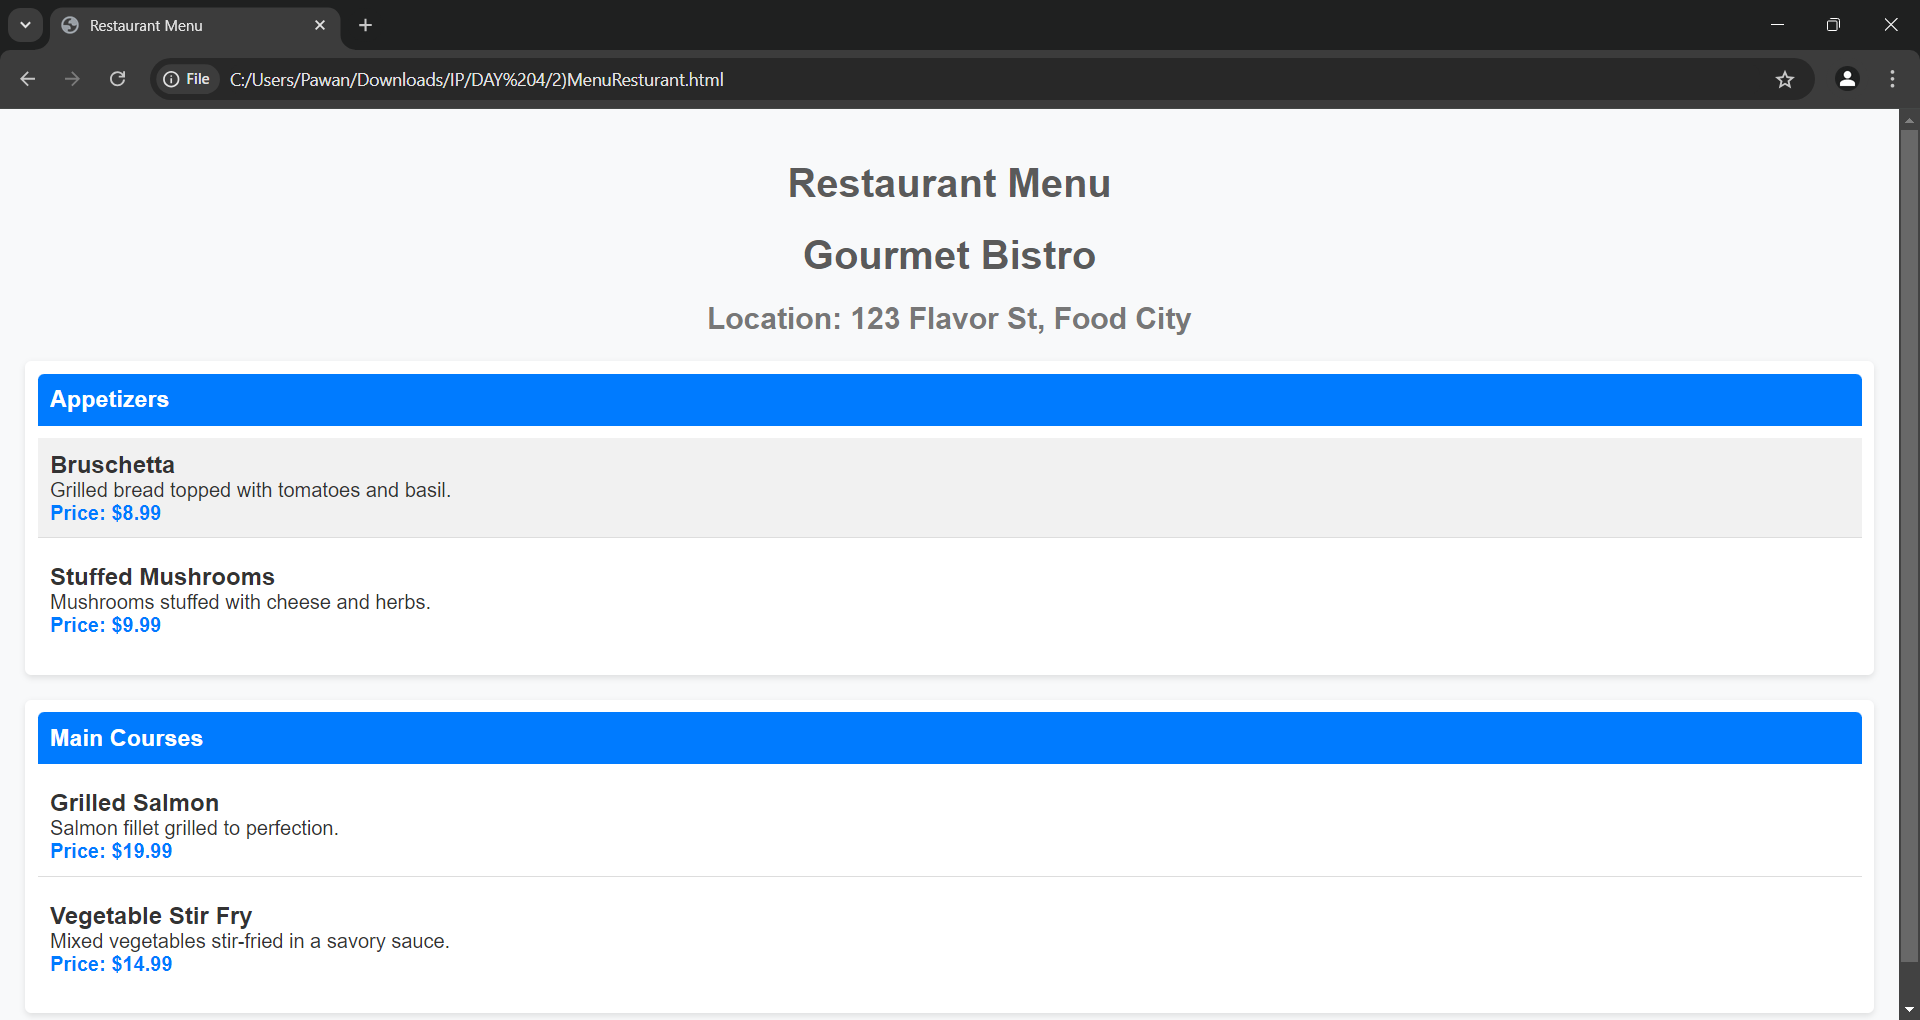 Restaurant Menu
File
C:/Users/Pawan/Downloads/IP/DAY%204/2)MenuResturant.html
Restaurant Menu
Gourmet Bistro
Location: 123 Flavor St, Food City
Appetizers
Bruschetta
Grilled bread topped with tomatoes and basil.
Price: $8.99
Stuffed Mushrooms
Mushrooms stuffed with cheese and herbs.
Price: $9.99
Main Courses
Grilled Salmon
Salmon fillet grilled to perfection.
Price: $19.99
Vegetable Stir Fry
Mixed vegetables stir-fried in a savory sauce.
Price: $14.99